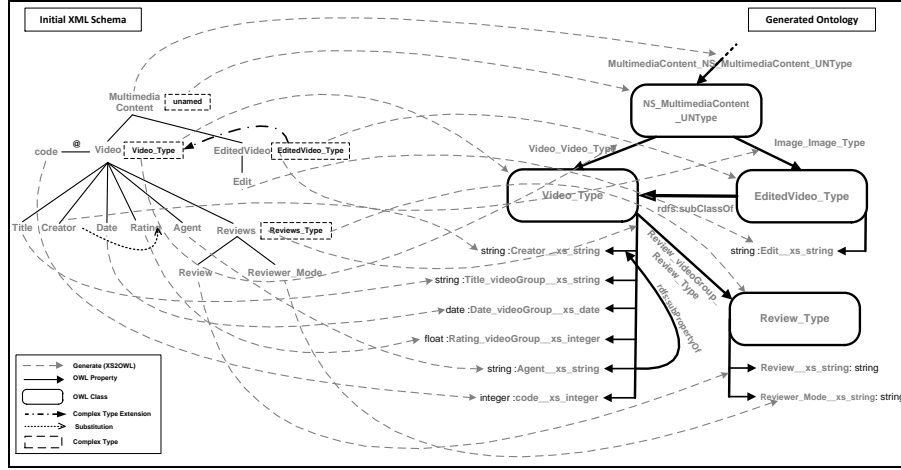 Initial XML Schema
Generated Ontology
MultimediaContent_NS_MultimediaContent_UNType
Multimedia
Content
unnamed
NS_MultimediaContent
_UNType
@
code
Video
Video_Type
EditedVideo
EditedVideo_Type
Edit
Video_Video_Type
Image_Image_Type
Video_Type
EditedVideo_Type
rdfs:subClassOf
Title
Creator
Date
Rating
Agent
Reviews
Reviews_Type
Review
Reviewer_Mode
string :Creator__xs_string
string :Edit__xs_string
Review_videoGroup_
Review_Type
string :Title_videoGroup__xs_string
date :Date_videoGroup__xs_date
rdfs:subPropertyOf
Review_Type
float :Rating_videoGroup__xs_integer
string :Agent__xs_string
Review__xs_string: string
integer :code__xs_integer
Reviewer_Mode__xs_string: string
Generate (XS2OWL)
OWL Property
OWL Class
Complex Type Extension
Substitution
Complex Type